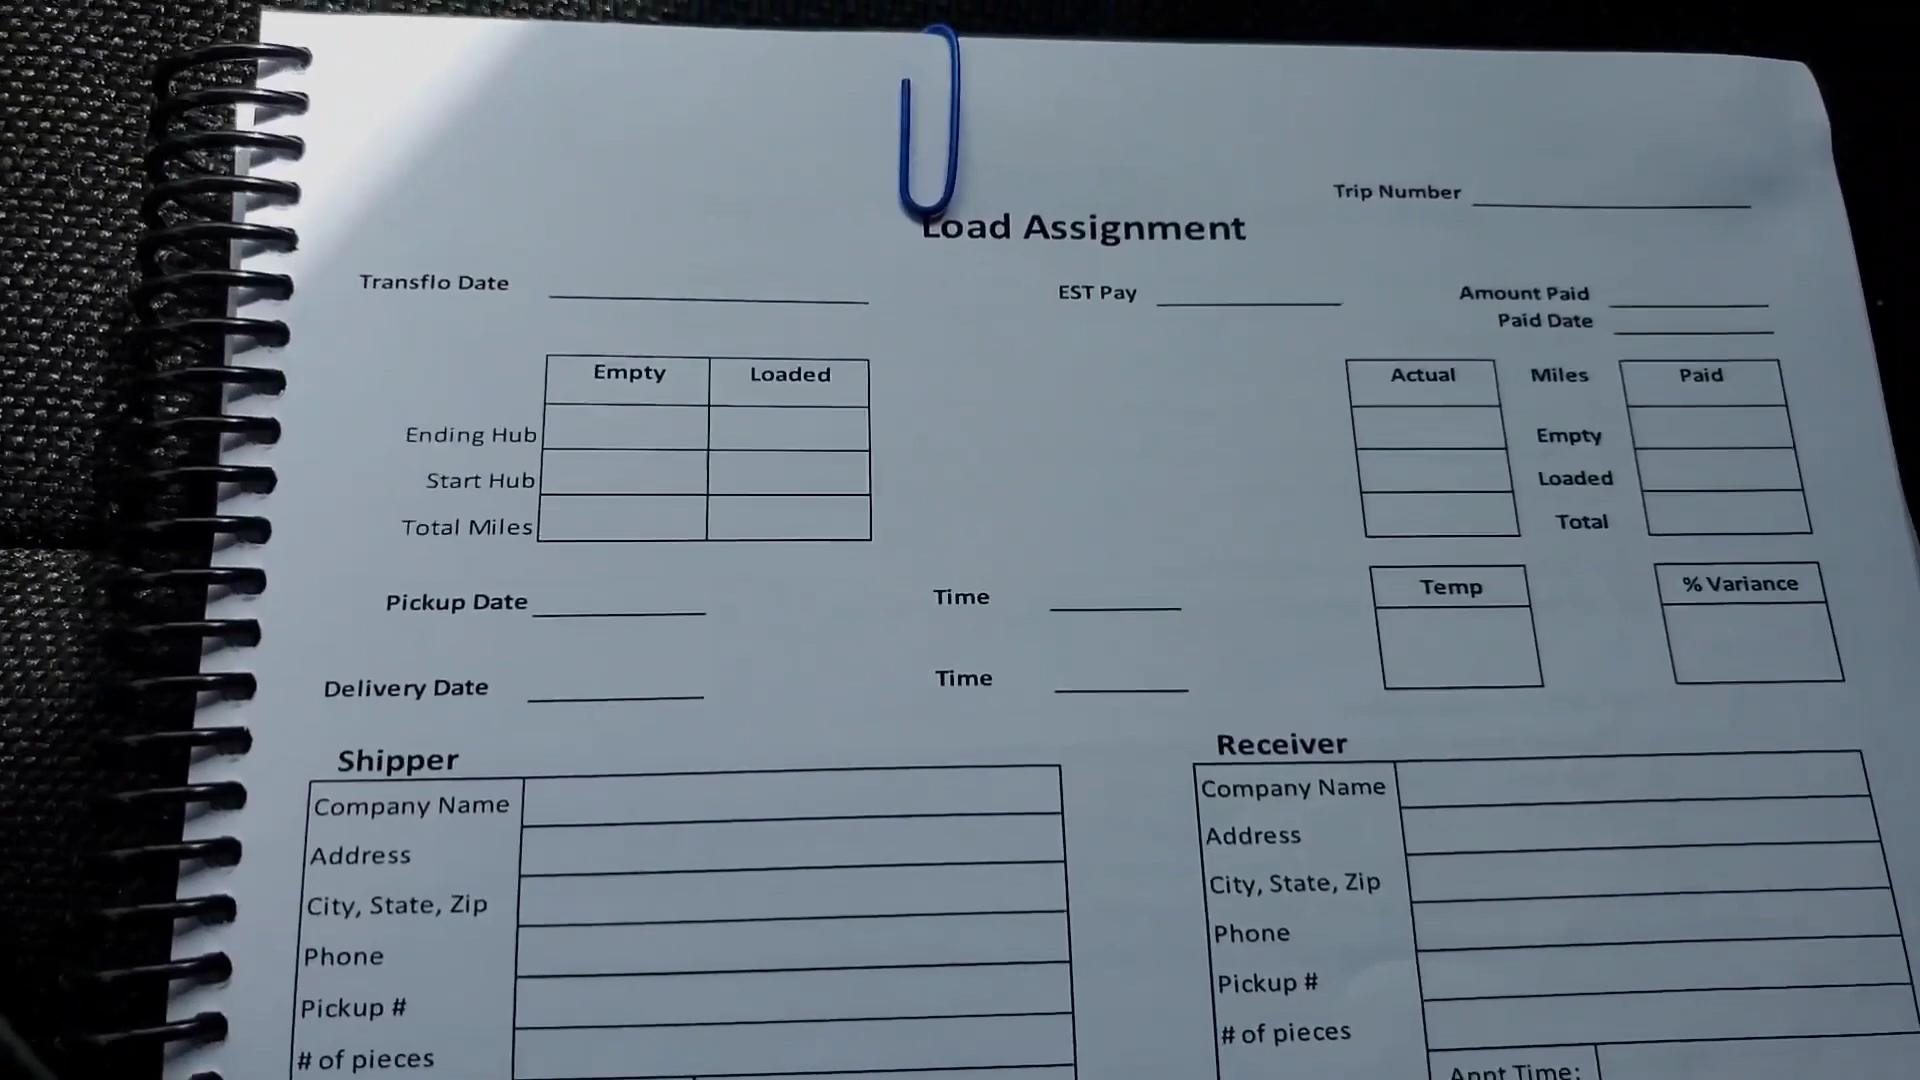 Trip Number
Load Assignment
Transflo Date EST Pay Amount Paid
Paid Date
Empty Loaded Actual Miles Paid
Ending Hub Empty
Start Hub Loaded
Total Miles Total
Pickup Date Time Temp % Variance
Delivery Date Time
Shipper
Company Name
Address
City, State, Zip
Phone
Pickup #
# of pieces
Receiver
Company Name
Address
City, State, Zip
Phone
Pickup #
# of pieces
Appt Time: